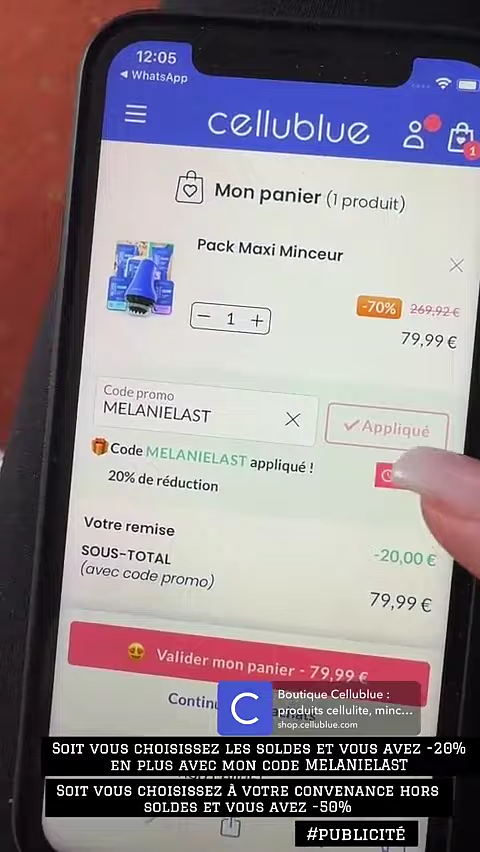 12:05
◀ WhatsApp
cellublue
1
Mon panier (1 produit)
Pack Maxi Minceur
-70% 269,92 €
− 1 +
79,99 €
Code promo
MELANIELAST
✓Appliqué
🎁Code MELANIELAST appliqué !
20% de réduction
Votre remise
-20,00 €
SOUS-TOTAL
(avec code promo)
79,99 €
😍 Valider mon panier - 79,99 €
Boutique Cellublue :
produits cellulite, minc...
shop.cellublue.com
SOIT VOUS CHOISISSEZ LES SOLDES ET VOUS AVEZ -20%
EN PLUS AVEC MON CODE MELANIELAST
SOIT VOUS CHOISISSEZ À VOTRE CONVENANCE HORS
SOLDES ET VOUS AVEZ -50%
#PUBLICITÉ